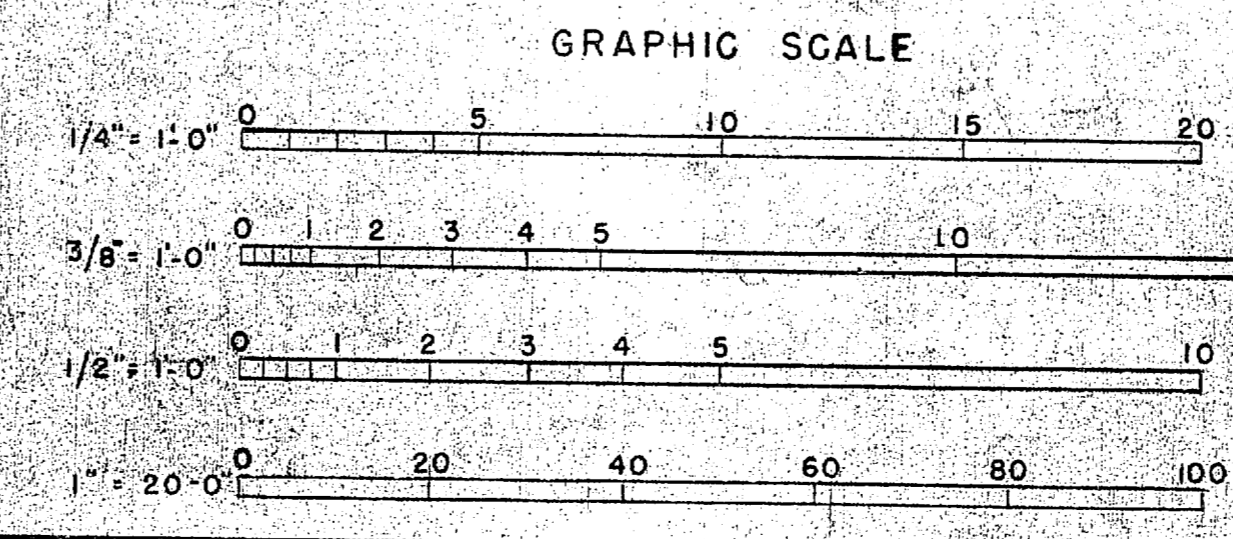 GRAPHIC SCALE
0 5 10 15 20
1/4" = 1'-0"
0 1 2 3 4 5 10
3/8" = 1'-0"
0 1 2 3 4 5 10
1/2" = 1'-0"
0 20 40 60 80 100
1" = 20'-0"